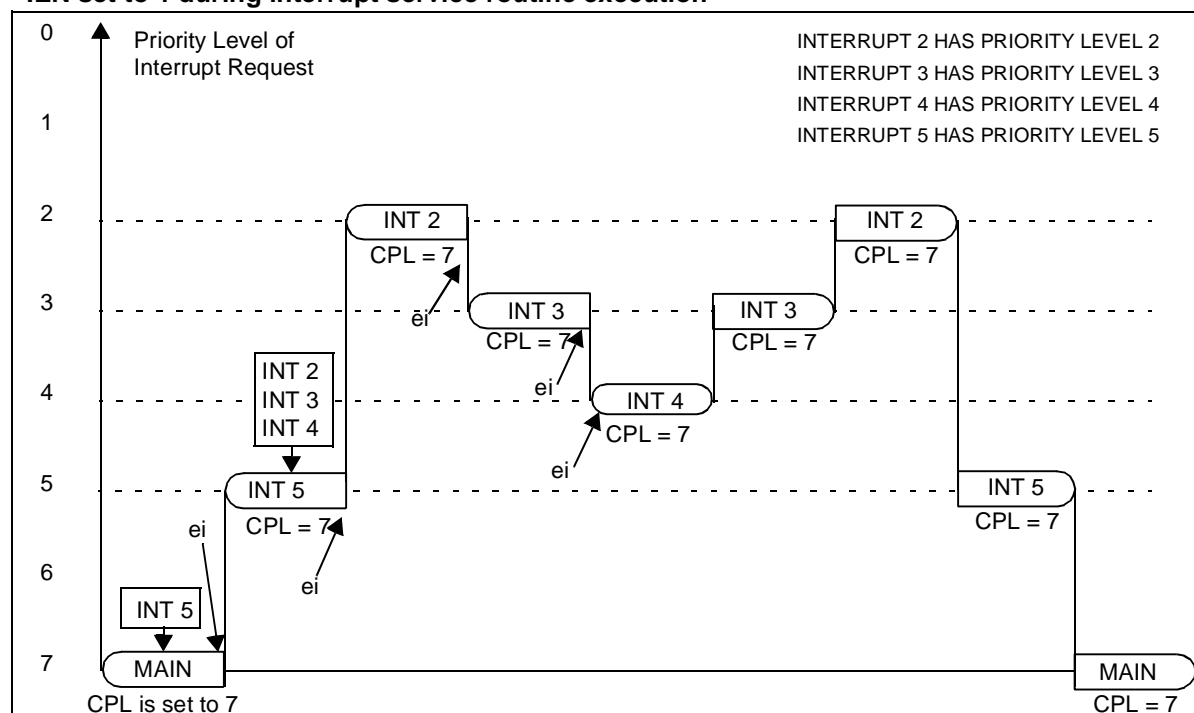 IEN set to 1 during interrupt service routine execution
0
Priority Level of
Interrupt Request
INTERRUPT 2 HAS PRIORITY LEVEL 2
INTERRUPT 3 HAS PRIORITY LEVEL 3
INTERRUPT 4 HAS PRIORITY LEVEL 4
INTERRUPT 5 HAS PRIORITY LEVEL 5
1
2
INT 2
CPL = 7
INT 2
CPL = 7
3
ei
INT 3
CPL = 7
INT 3
CPL = 7
INT 2
INT 3
INT 4
4
ei
INT 4
CPL = 7
ei
5
INT 5
CPL = 7
INT 5
CPL = 7
ei
ei
6
INT 5
7
MAIN
CPL is set to 7
MAIN
CPL = 7